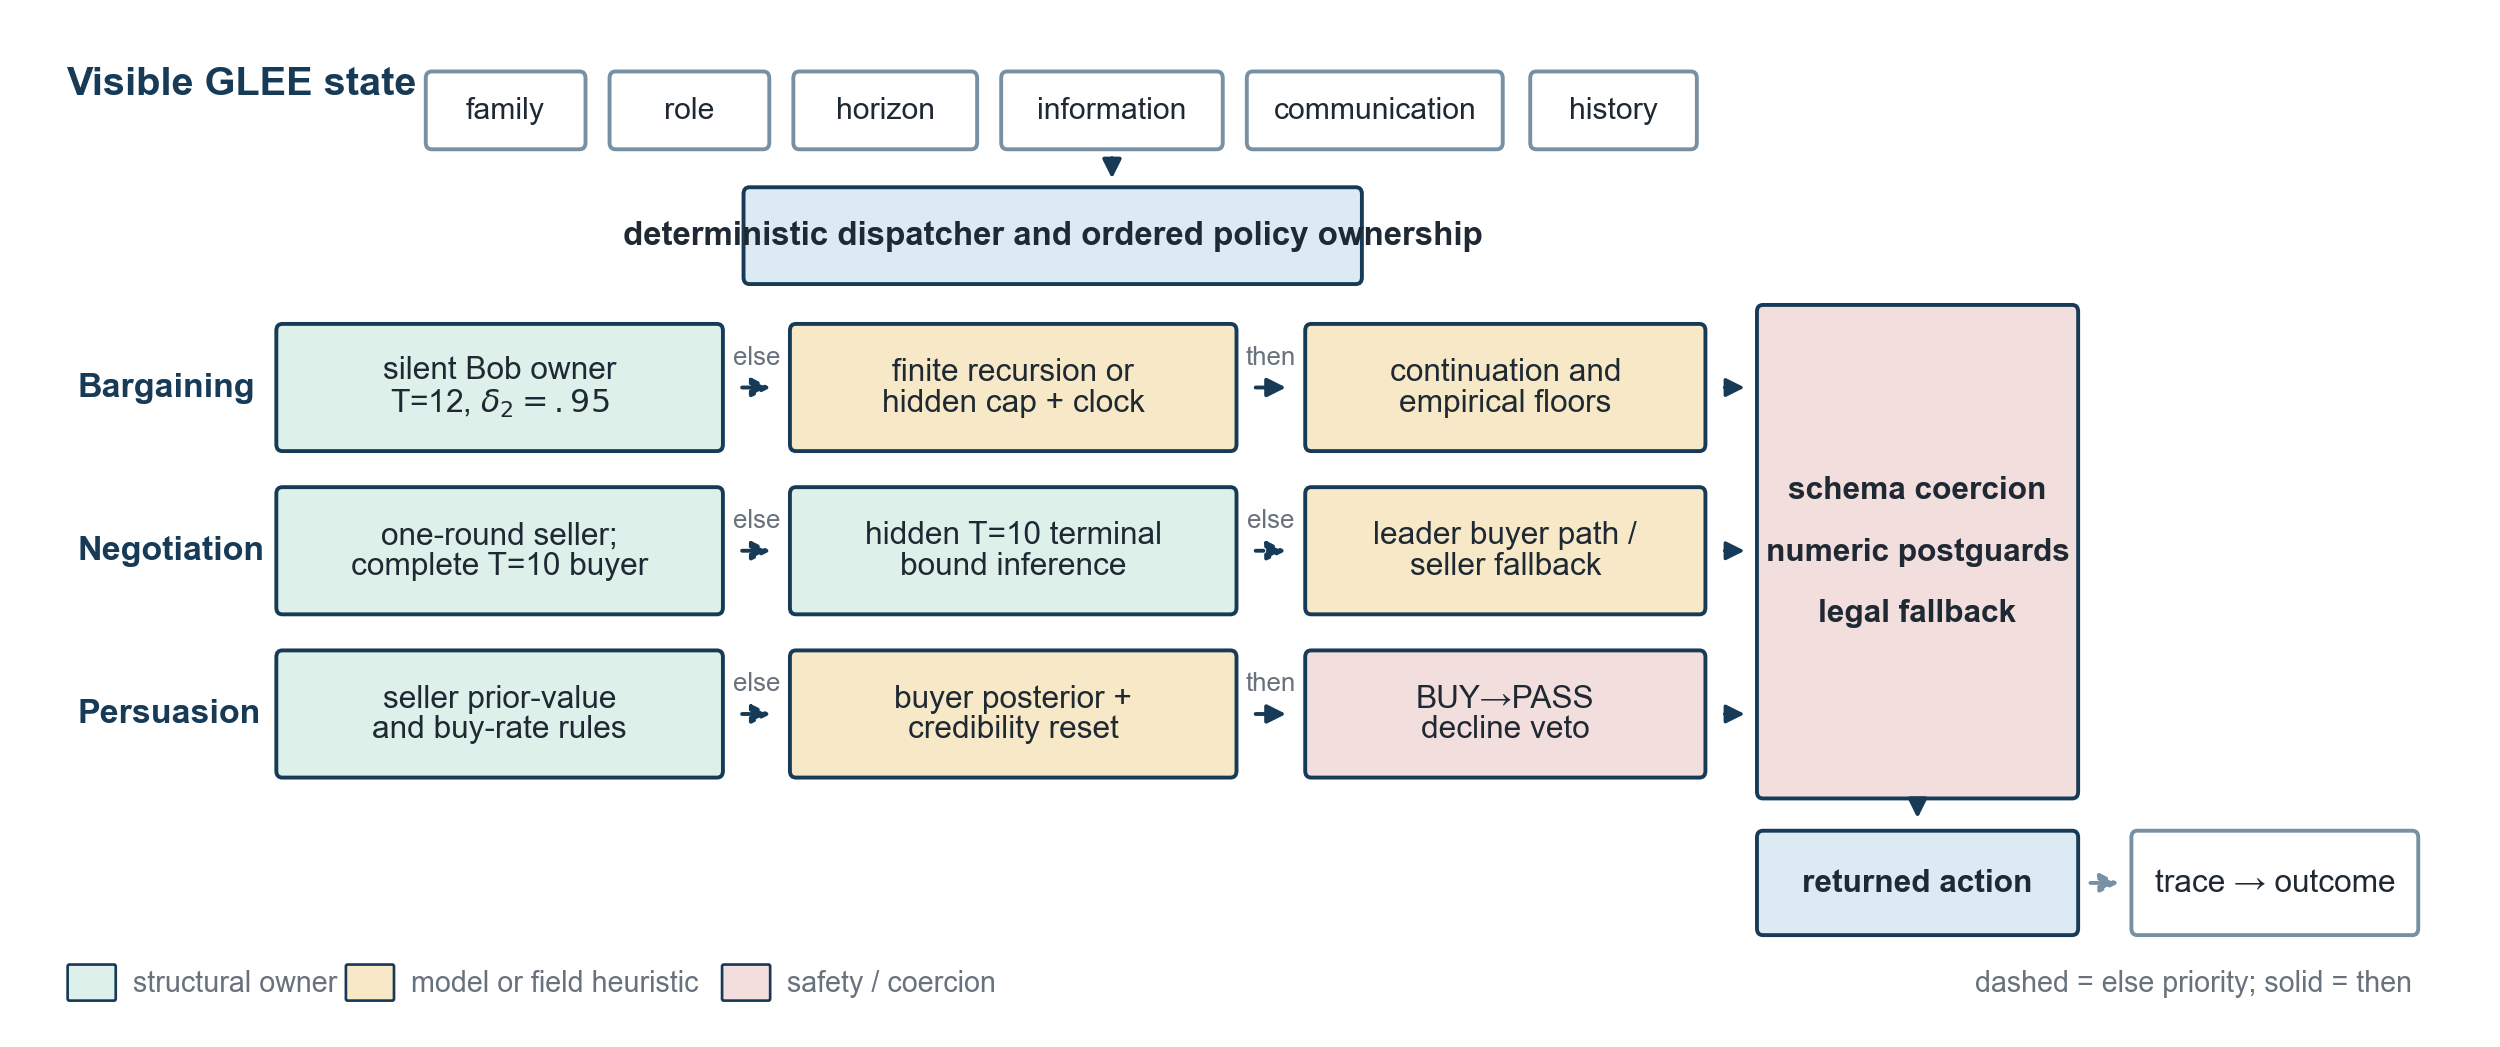 Visible GLEE state
family
role
horizon
information
communication
history
deterministic dispatcher and ordered policy ownership
Bargaining
silent Bob owner
T=12, δ₂ = .95
else
finite recursion or
hidden cap + clock
then
continuation and
empirical floors
Negotiation
one-round seller;
complete T=10 buyer
else
hidden T=10 terminal
bound inference
else
leader buyer path /
seller fallback
Persuasion
seller prior-value
and buy-rate rules
else
buyer posterior +
credibility reset
then
BUY→PASS
decline veto
schema coercion
numeric postguards
legal fallback
returned action
trace → outcome
structural owner
model or field heuristic
safety / coercion
dashed = else priority; solid = then